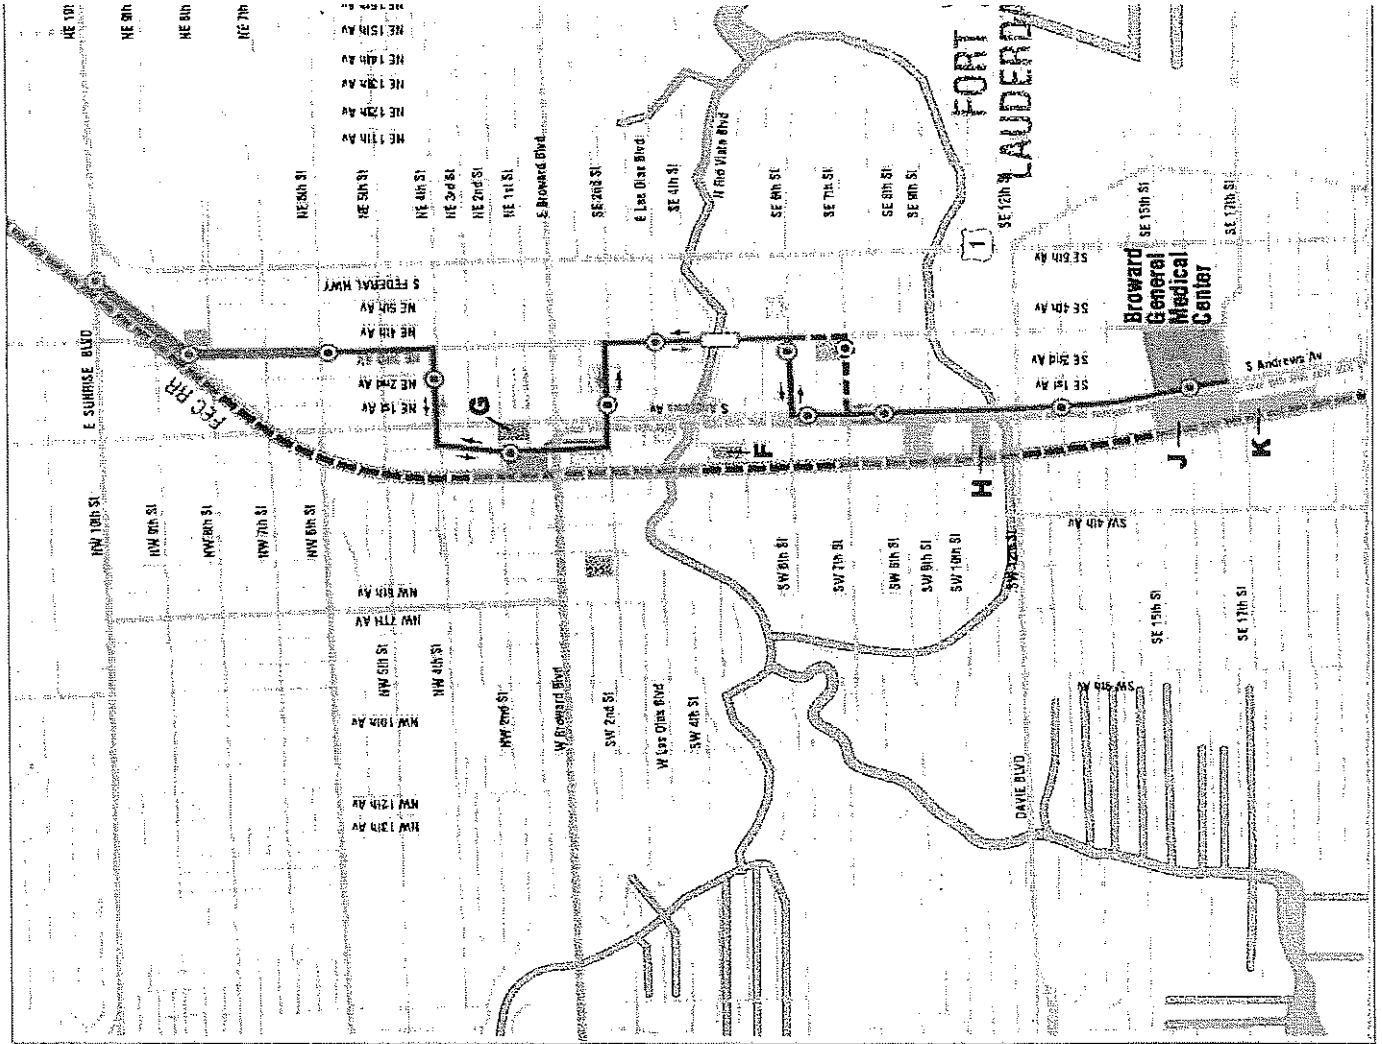 NE 9th
NE 8th
NE 7th
NE 15th Av
NE 14th Av
NE 13th Av
NE 12th Av
NE 11th Av
NE 6th St
NE 5th St
NE 4th St
NE 3rd St
NE 2nd St
NE 1st St
E Broward Blvd
SE 2nd St
E Las Olas Blvd
SE 4th St
N Rio Vista Blvd
SE 6th St
SE 7th St
SE 8th St
SE 9th St
FORT
LAUDERD
SE 12th St
1
SE 15th St
SE 17th St
S FEDERAL HWY
NE 5th Av
NE 4th Av
NE 2nd Av
NE 1st Av
SE 5th Av
SE 4th Av
SE 2nd Av
SE 1st Av
Broward
General
Medical
Center
S Andrews Av
S Andrews Av
E SUNRISE BLVD
FEC RR
G
F
H
J
K
NW 10th St
NW 9th St
NW 8th St
NW 7th St
NW 6th St
NW 7TH AV
NW 5th St
NW 4th St
NW 2nd St
W Broward Blvd
SW 2nd St
W Las Olas Blvd
SW 4th St
SW 6th St
SW 7th St
SW 9th St
SW 10th St
SW 12th St
SW 4th Av
SE 15th St
SE 17th St
SW 9th Av
NW 10th Av
NW 12th Av
NW 13th Av
DAVIE BLVD